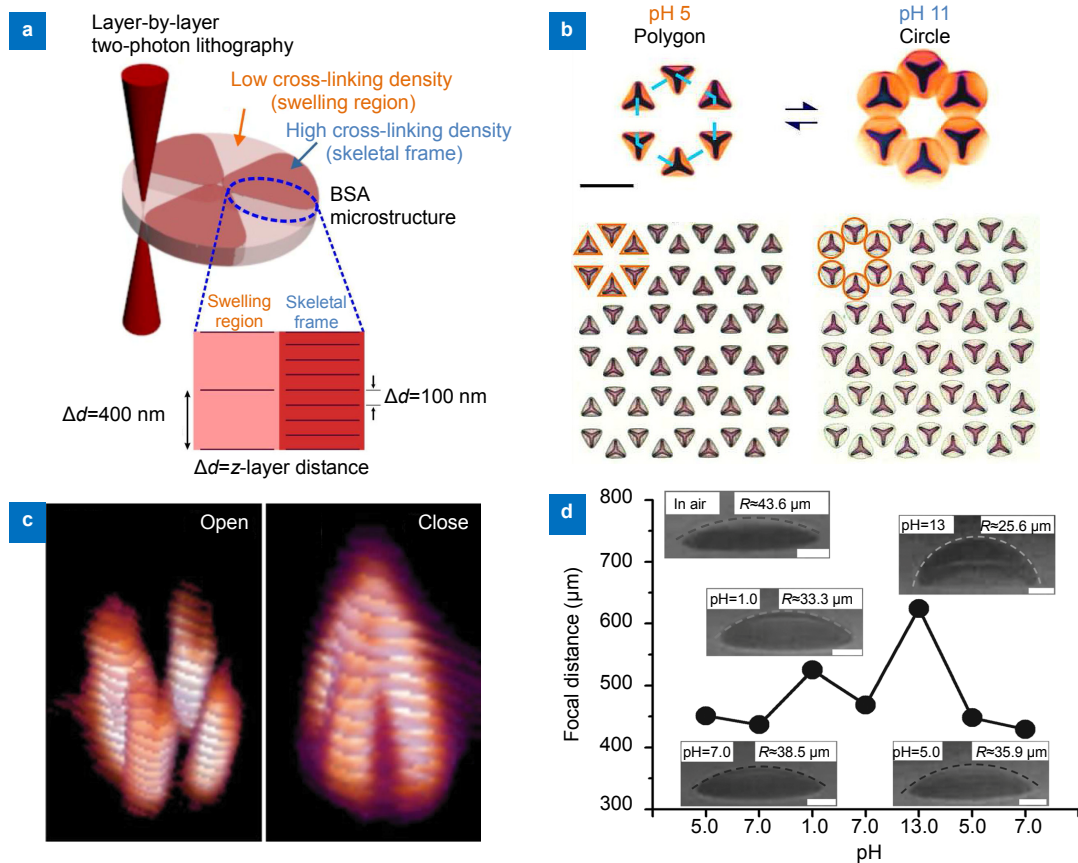 a
Layer-by-layer
two-photon lithography
Low cross-linking density
(swelling region)
High cross-linking density
(skeletal frame)
BSA
microstructure
Swelling
region
Skeletal
frame
Δd=400 nm
Δd=100 nm
Δd=z-layer distance
b
pH 5
Polygon
pH 11
Circle
c
Open
Close
d
Focal distance (μm)
800
700
600
500
400
300
In air
R≈43.6 μm
pH=13
R≈25.6 μm
pH=1.0
R≈33.3 μm
pH=7.0
R≈38.5 μm
pH=5.0
R≈35.9 μm
5.0 7.0 1.0 7.0 13.0 5.0 7.0
pH